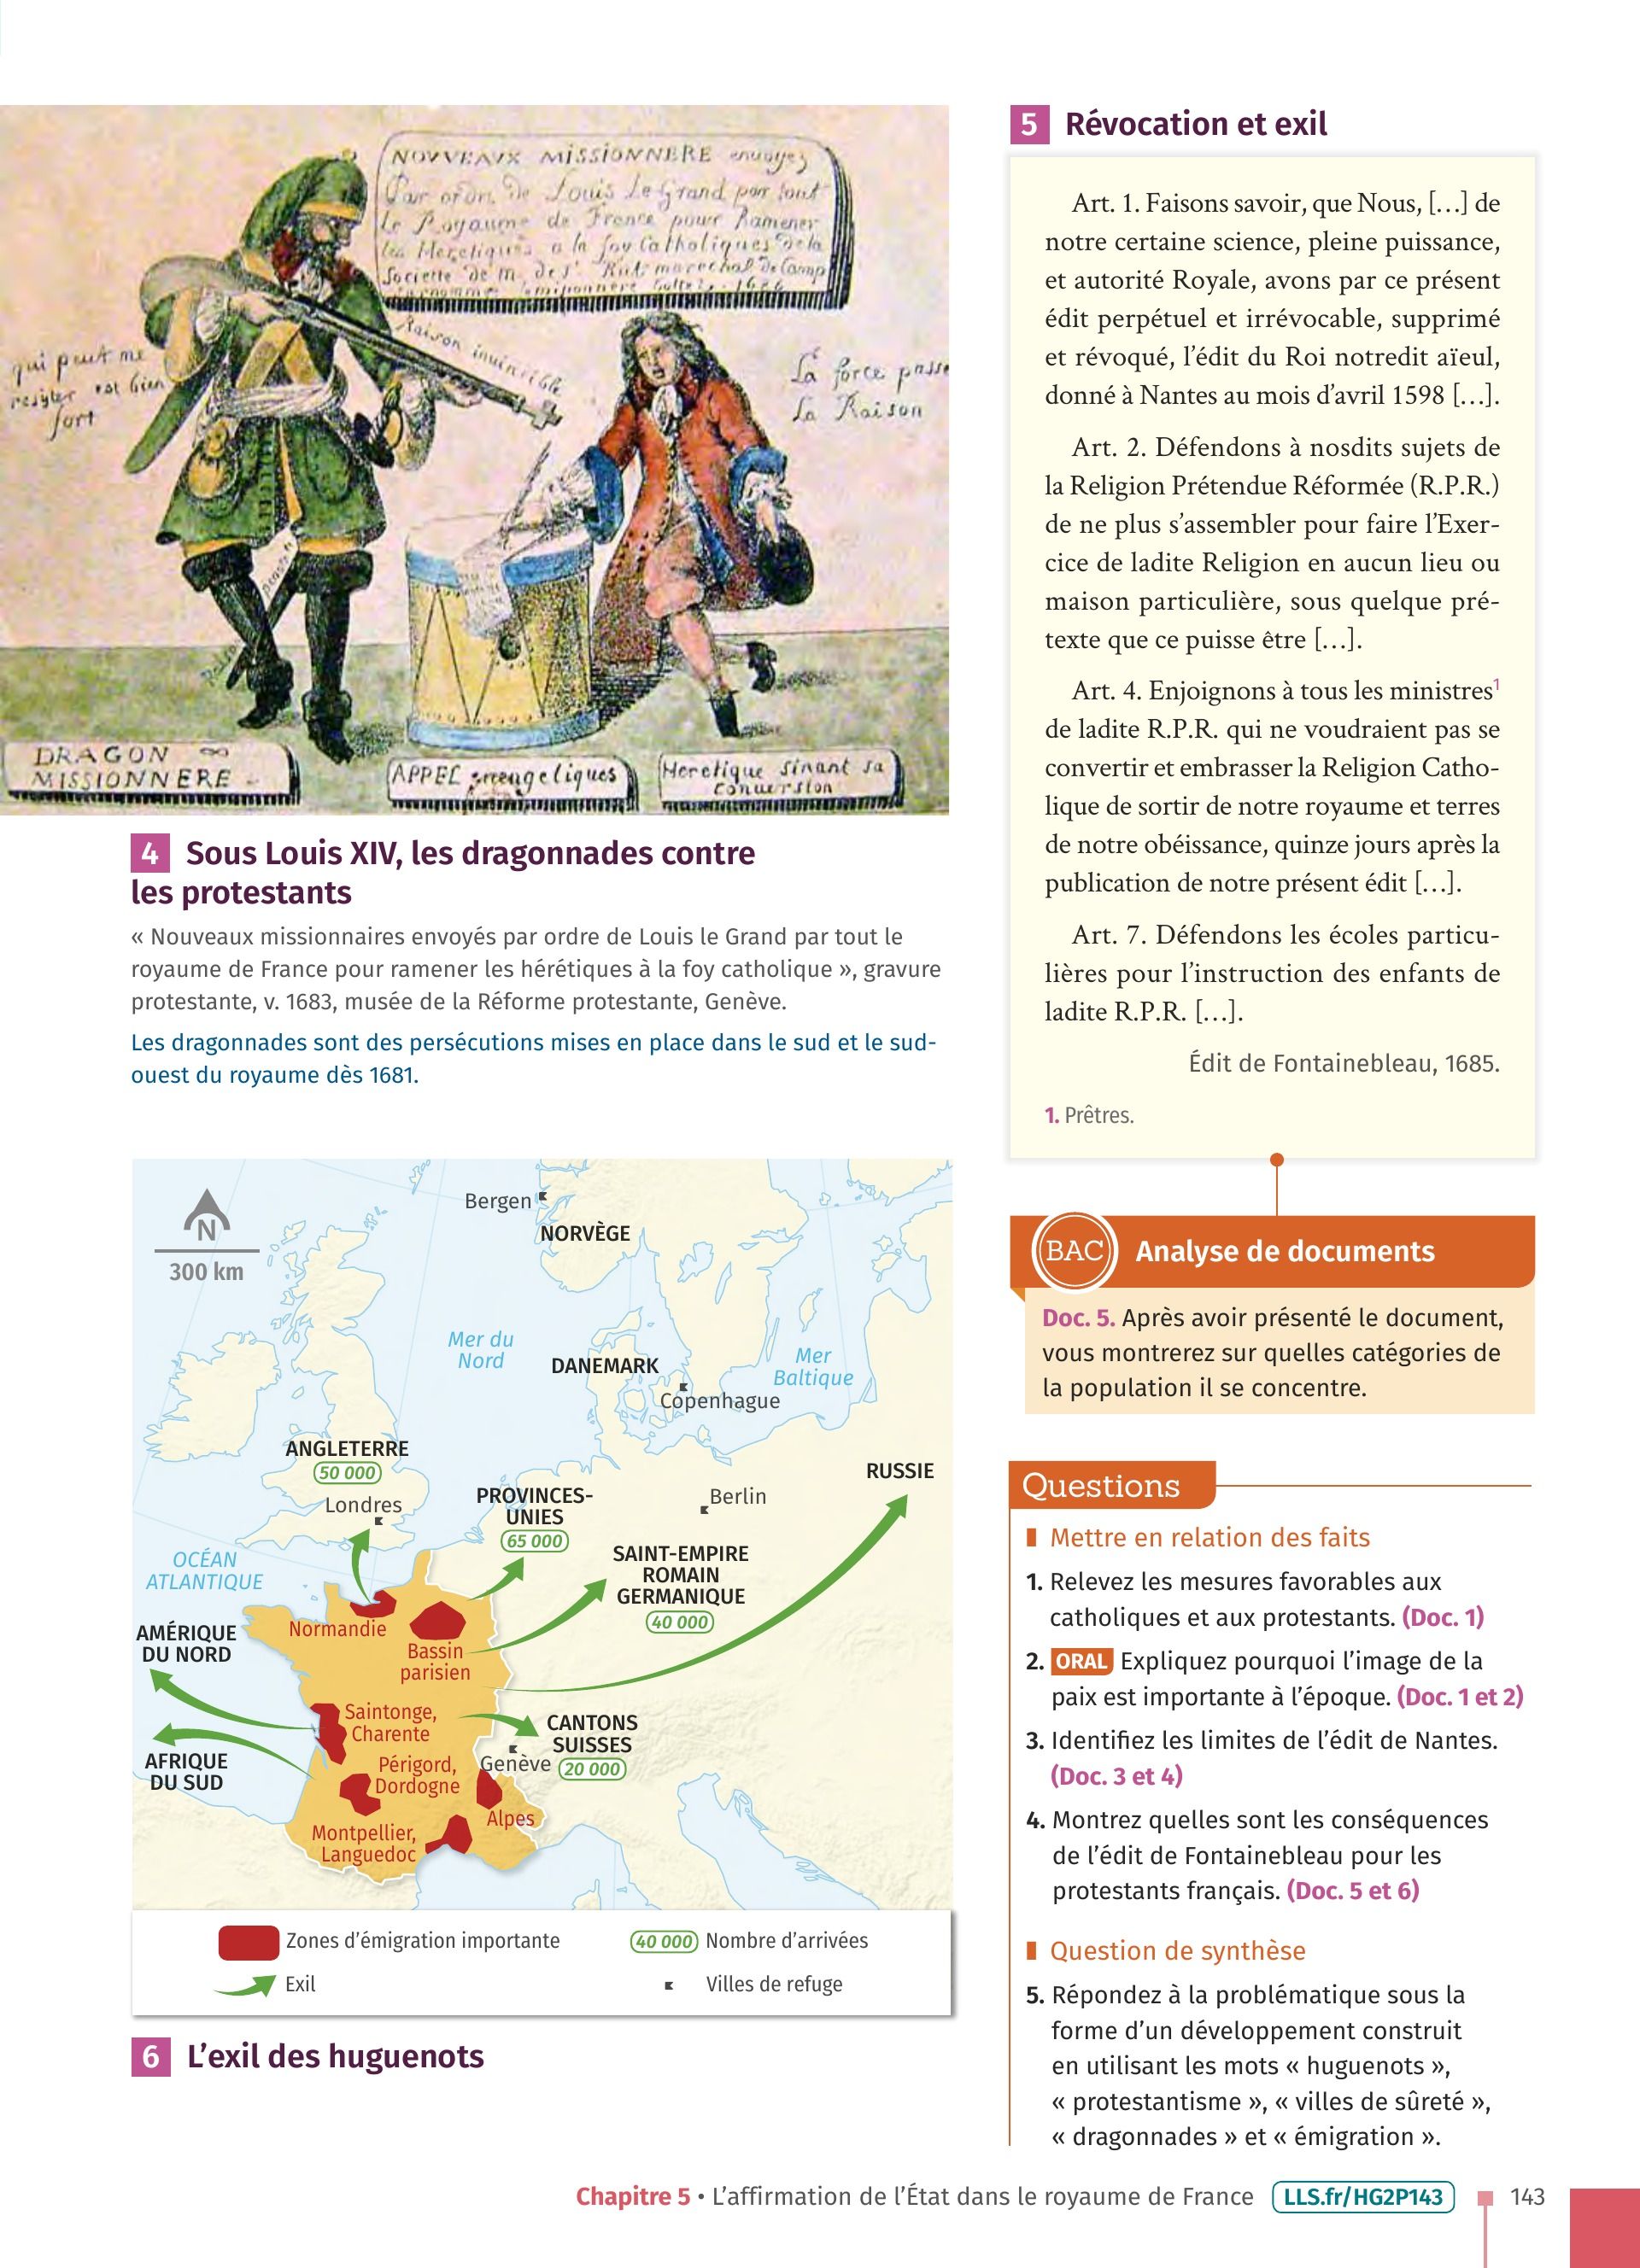 NOVVEAVX MISSIONNERE envoyez
Par ordre de Louis Le Grand par tout
Le Royaume de France pour Ramener
les Heretiques a la foy Catholiques
qui peut me
resister est bien
fort
Raison invincible
La force passe
La Raison
DRAGON
MISSIONNERE
APPEL
Heretique Sinant sa
Conversion
4 Sous Louis XIV, les dragonnades contre
les protestants
« Nouveaux missionnaires envoyés par ordre de Louis le Grand par tout le
royaume de France pour ramener les hérétiques à la foy catholique », gravure
protestante, v. 1683, musée de la Réforme protestante, Genève.
Les dragonnades sont des persécutions mises en place dans le sud et le sud-
ouest du royaume dès 1681.
N
300 km
Bergen
NORVÈGE
Mer du
Nord
DANEMARK
Mer
Baltique
Copenhague
ANGLETERRE
50 000
Londres
PROVINCES-
UNIES
65 000
Berlin
RUSSIE
SAINT-EMPIRE
ROMAIN
GERMANIQUE
40 000
OCÉAN
ATLANTIQUE
AMÉRIQUE
DU NORD
Normandie
Bassin
parisien
Saintonge,
Charente
CANTONS
SUISSES
20 000
Genève
AFRIQUE
DU SUD
Périgord,
Dordogne
Alpes
Montpellier,
Languedoc
Zones d'émigration importante
40 000 Nombre d'arrivées
Exil
Villes de refuge
6 L'exil des huguenots
5 Révocation et exil
Art. 1. Faisons savoir, que Nous, […] de
notre certaine science, pleine puissance,
et autorité Royale, avons par ce présent
édit perpétuel et irrévocable, supprimé
et révoqué, l'édit du Roi notredit aïeul,
donné à Nantes au mois d'avril 1598 […].
Art. 2. Défendons à nosdits sujets de
la Religion Prétendue Réformée (R.P.R.)
de ne plus s'assembler pour faire l'Exer-
cice de ladite Religion en aucun lieu ou
maison particulière, sous quelque pré-
texte que ce puisse être […].
Art. 4. Enjoignons à tous les ministres1
de ladite R.P.R. qui ne voudraient pas se
convertir et embrasser la Religion Catho-
lique de sortir de notre royaume et terres
de notre obéissance, quinze jours après la
publication de notre présent édit […].
Art. 7. Défendons les écoles particu-
lières pour l'instruction des enfants de
ladite R.P.R. […].
Édit de Fontainebleau, 1685.
1. Prêtres.
BAC Analyse de documents
Doc. 5. Après avoir présenté le document,
vous montrerez sur quelles catégories de
la population il se concentre.
Questions
Mettre en relation des faits
1. Relevez les mesures favorables aux
catholiques et aux protestants. (Doc. 1)
2. ORAL Expliquez pourquoi l'image de la
paix est importante à l'époque. (Doc. 1 et 2)
3. Identifiez les limites de l'édit de Nantes.
(Doc. 3 et 4)
4. Montrez quelles sont les conséquences
de l'édit de Fontainebleau pour les
protestants français. (Doc. 5 et 6)
Question de synthèse
5. Répondez à la problématique sous la
forme d'un développement construit
en utilisant les mots « huguenots »,
« protestantisme », « villes de sûreté »,
« dragonnades » et « émigration ».
Chapitre 5 • L'affirmation de l'État dans le royaume de France LLS.fr/HG2P143 143